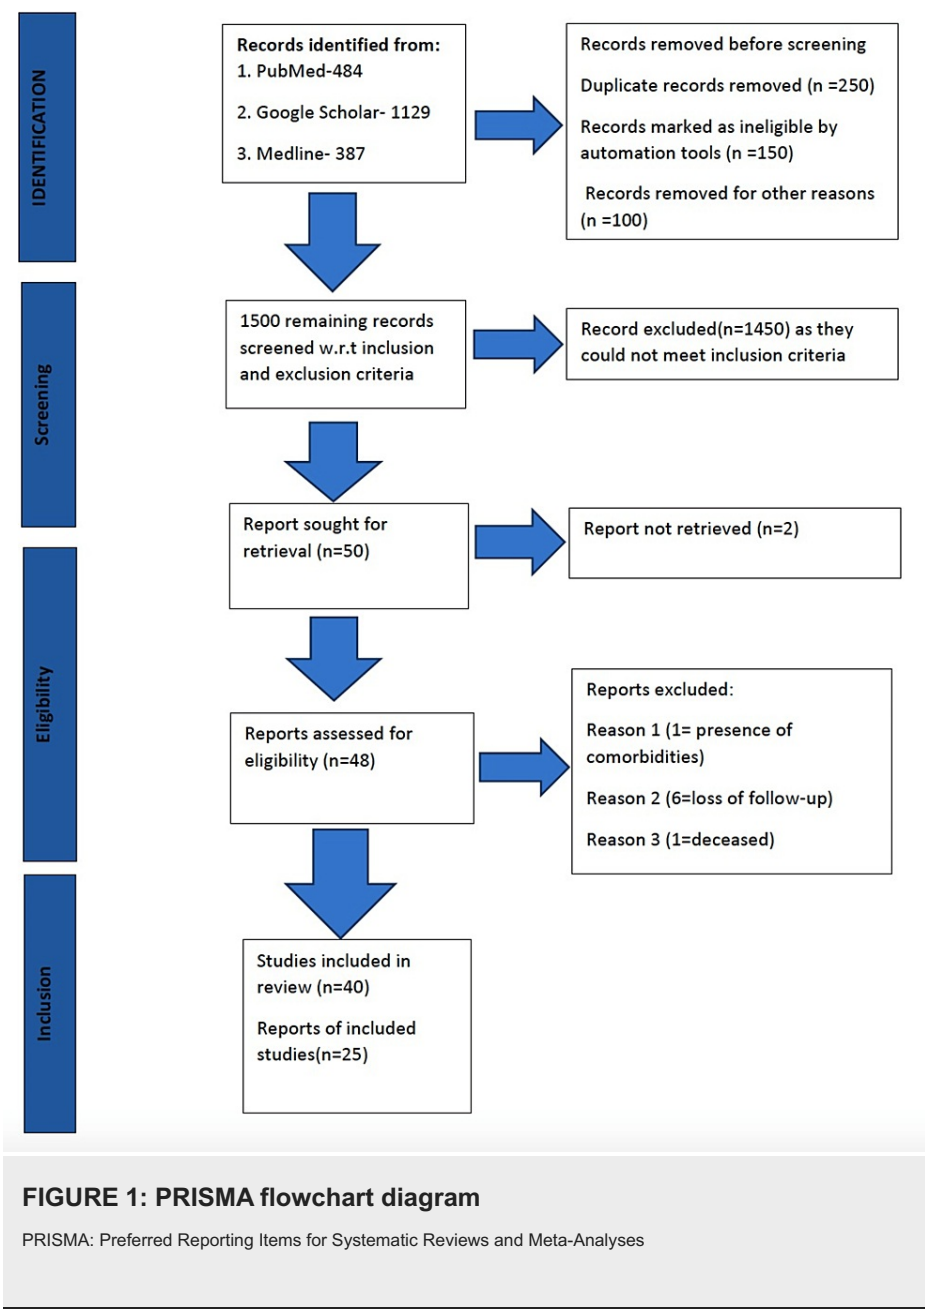 IDENTIFICATION
Records identified from:
1. PubMed-484
2. Google Scholar- 1129
3. Medline- 387
Records removed before screening
Duplicate records removed (n =250)
Records marked as ineligible by
automation tools (n =150)
Records removed for other reasons
(n =100)
Screening
1500 remaining records
screened w.r.t inclusion
and exclusion criteria
Record excluded(n=1450) as they
could not meet inclusion criteria
Report sought for
retrieval (n=50)
Report not retrieved (n=2)
Eligibility
Reports assessed for
eligibility (n=48)
Reports excluded:
Reason 1 (1= presence of
comorbidities)
Reason 2 (6=loss of follow-up)
Reason 3 (1=deceased)
Inclusion
Studies included in
review (n=40)
Reports of included
studies(n=25)
FIGURE 1: PRISMA flowchart diagram
PRISMA: Preferred Reporting Items for Systematic Reviews and Meta-Analyses